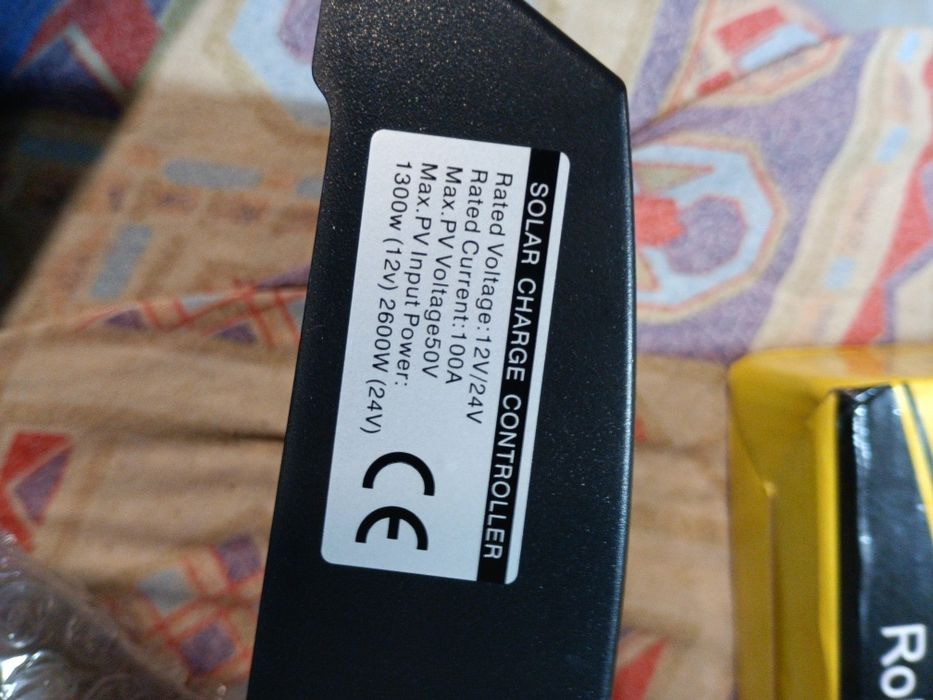 SOLAR CHARGE CONTROLLER
Rated Voltage:12V/24V
Rated Current:100A
Max.PV Voltage50V
Max.PV Input Power:
1300w (12V) 2600W (24V)
CE